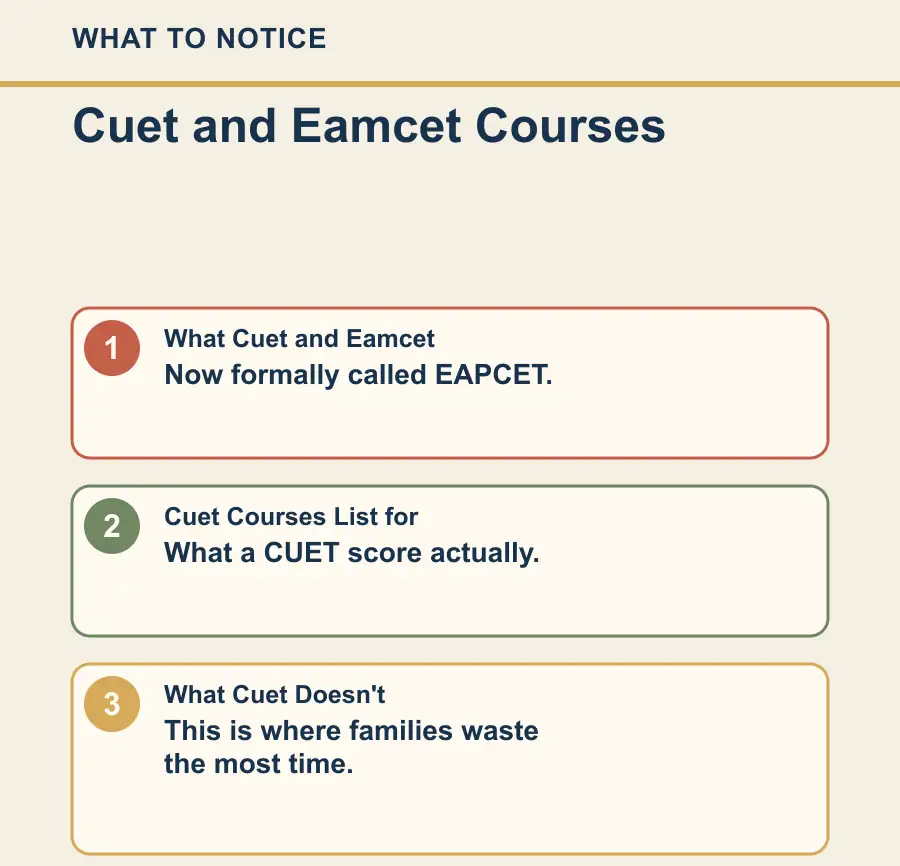 WHAT TO NOTICE
Cuet and Eamcet Courses
1
What Cuet and Eamcet
Now formally called EAPCET.
2
Cuet Courses List for
What a CUET score actually.
3
What Cuet Doesn't
This is where families waste
the most time.